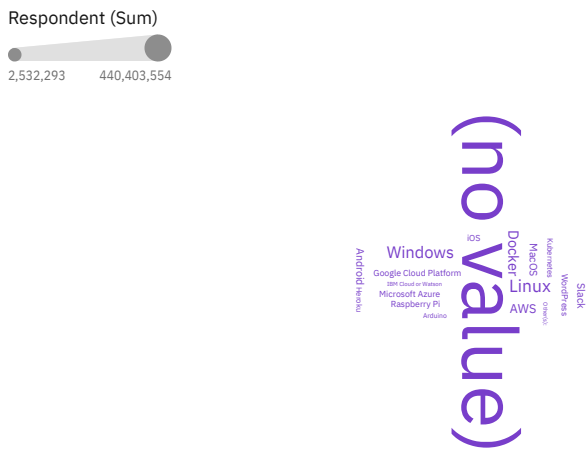 Respondent (Sum)
2,532,293 440,403,554
(no value)
iOS
Docker
Windows
MacOS
Kubernetes
Android
Google Cloud Platform
IBM Cloud or Watson
Linux
WordPress
Slack
Heroku
Microsoft Azure
Raspberry Pi
AWS
Other(s):
Arduino